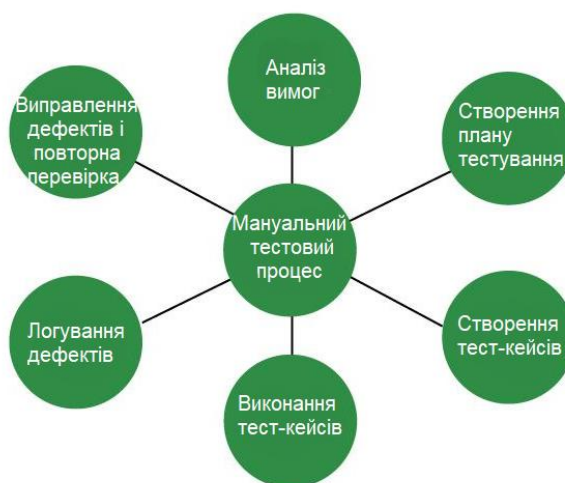 Аналіз
вимог
Створення
плану
тестування
Створення
тест-кейсів
Виконання
тест-кейсів
Логування
дефектів
Виправлення
дефектів і
повторна
перевірка
Мануальний
тестовий
процес